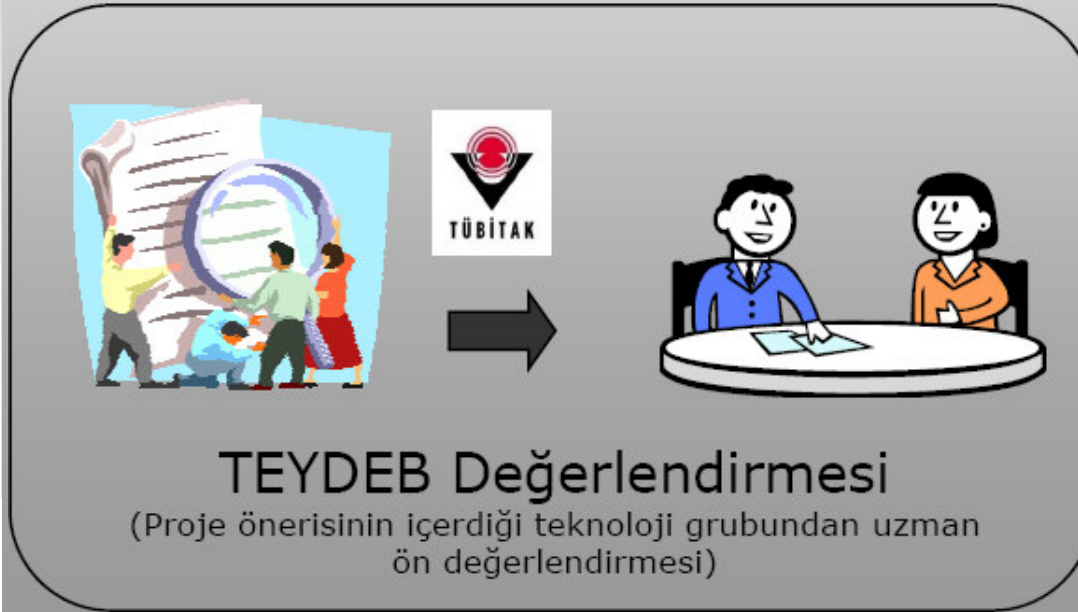 TÜBİTAK
TEYDEB Değerlendirmesi
(Proje önerisinin içerdiği teknoloji grubundan uzman
ön değerlendirmesi)